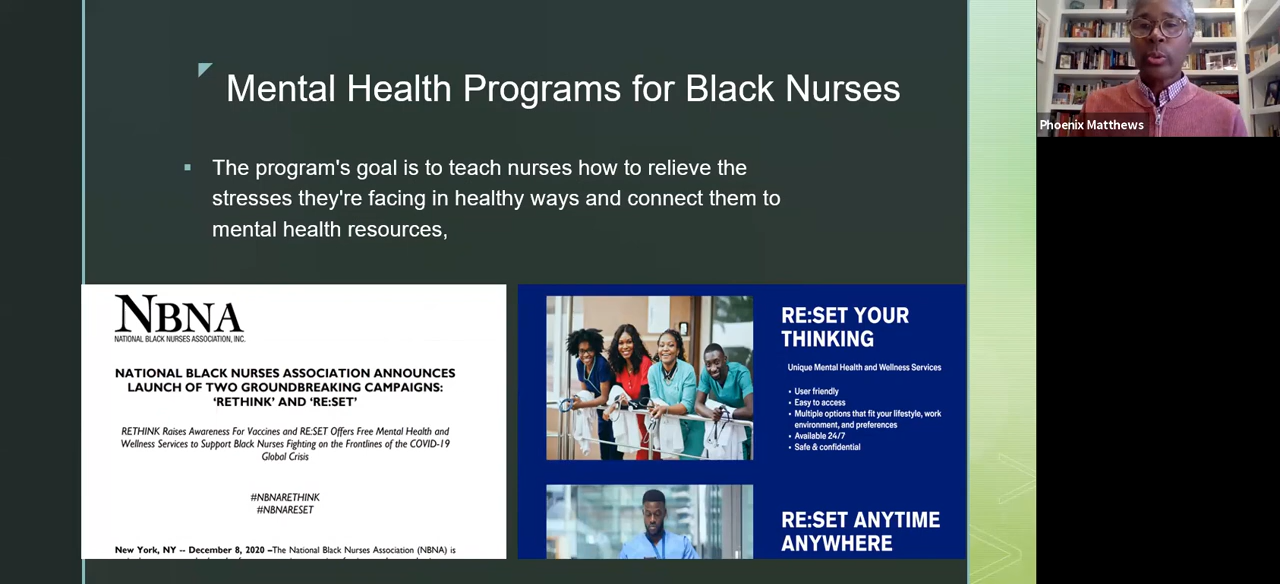 Mental Health Programs for Black Nurses
▪ The program's goal is to teach nurses how to relieve the
stresses they're facing in healthy ways and connect them to
mental health resources,
NBNA
NATIONAL BLACK NURSES ASSOCIATION, INC.
NATIONAL BLACK NURSES ASSOCIATION ANNOUNCES
LAUNCH OF TWO GROUNDBREAKING CAMPAIGNS:
‘RETHINK’ AND ‘RE:SET’
RETHINK Raises Awareness For Vaccines and RE:SET Offers Free Mental Health and
Wellness Services to Support Black Nurses Fighting on the Frontlines of the COVID-19
Global Crisis
#NBNARETHINK
#NBNARESET
New York, NY -- December 8, 2020 –The National Black Nurses Association (NBNA) is
RE:SET YOUR
THINKING
Unique Mental Health and Wellness Services
• User friendly
• Easy to access
• Multiple options that fit your lifestyle, work
environment, and preferences
• Available 24/7
• Safe & confidential
RE:SET ANYTIME
ANYWHERE
Phoenix Matthews